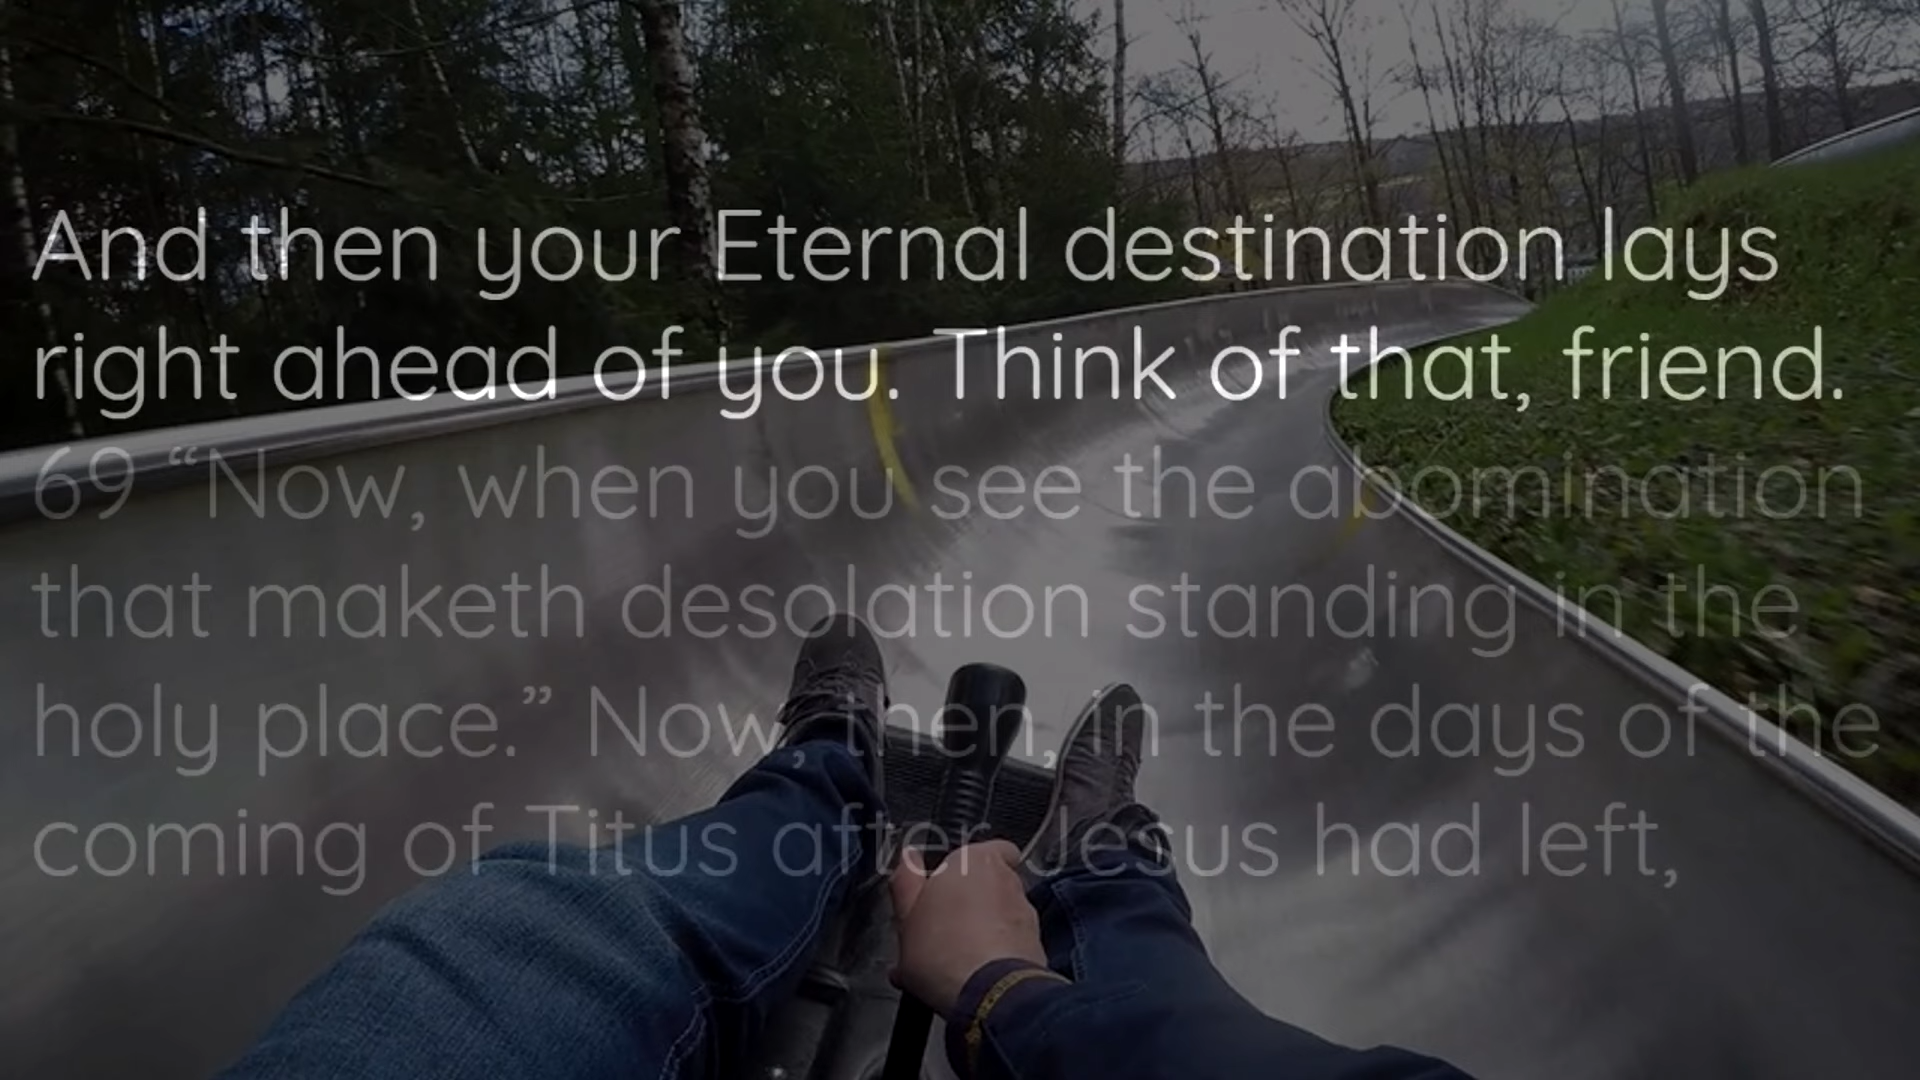 And then your Eternal destination lays
right ahead of you. Think of that, friend.
69 “Now, when you see the abomination
that maketh desolation standing in the
holy place.” Now, then, in the days of the
coming of Titus after Jesus had left,